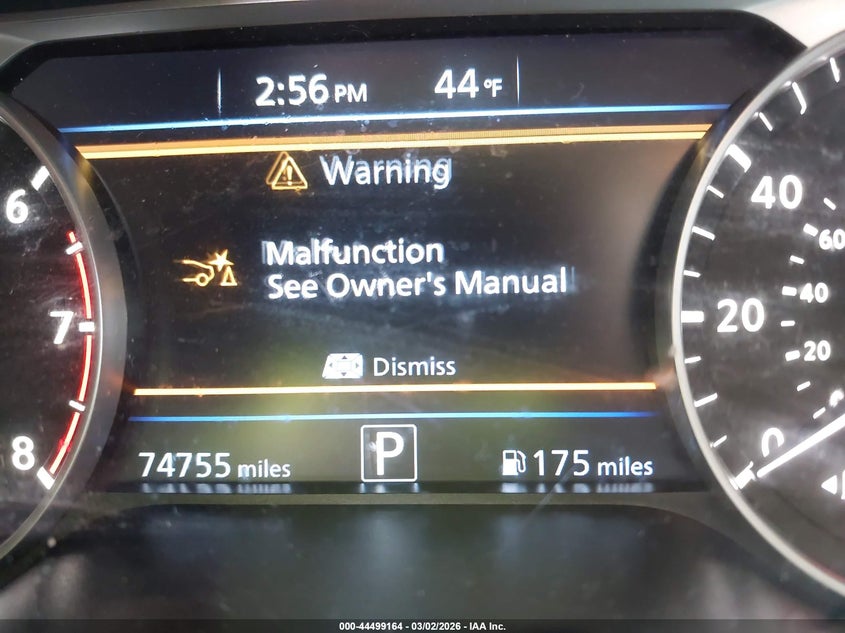 2:56 PM 44 °F
Warning
Malfunction
See Owner's Manual
Dismiss
74755 miles P 175 miles
6
7
8
40
20
0
60
40
20
000-44499164 - 03/02/2026 - IAA Inc.